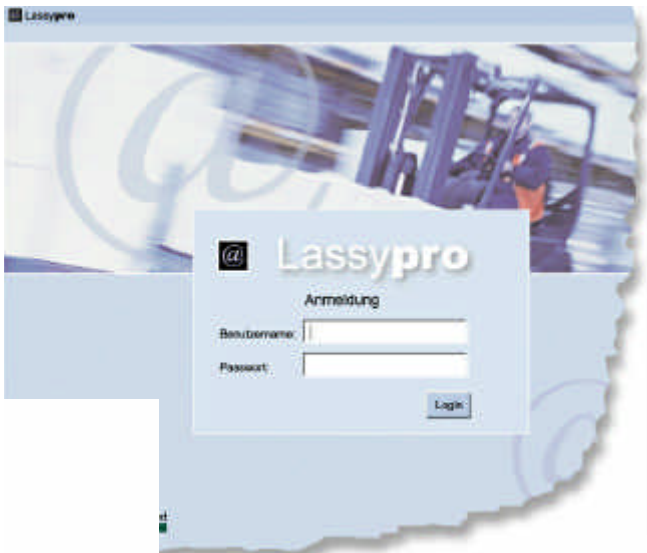 @ Lassypro
@
@ Lassypro
Anmeldung
Benutzername:
Passwort:
Login
@